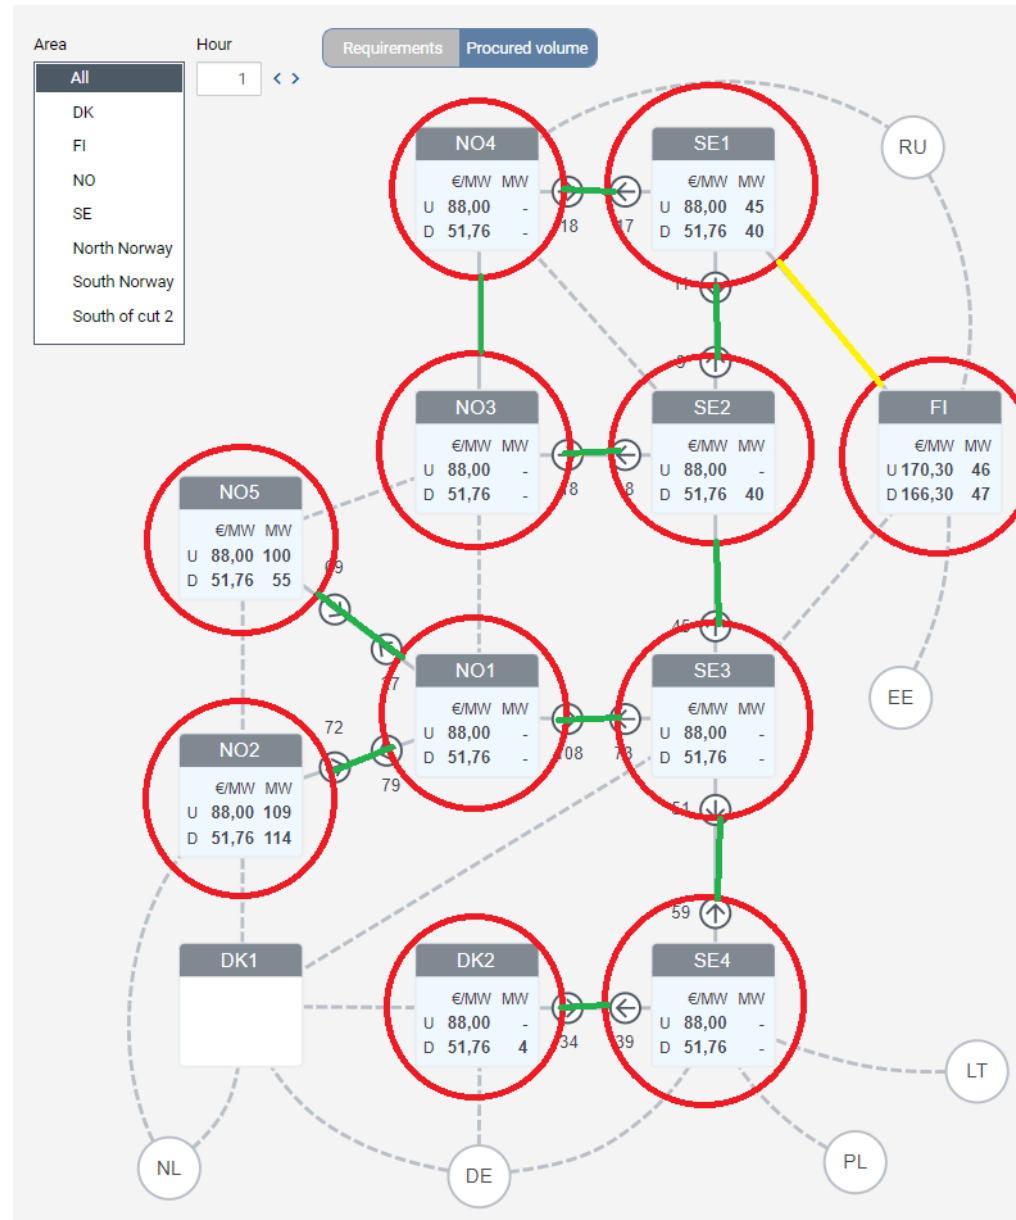 Area
Hour
Requirements
Procured volume
All
1
DK
FI
NO
SE
North Norway
South Norway
South of cut 2
NO4
€/MW MW
U 88,00 -
D 51,76 -
18
17
SE1
€/MW MW
U 88,00 45
D 51,76 40
RU
NO3
€/MW MW
U 88,00 -
D 51,76 -
SE2
€/MW MW
U 88,00 -
D 51,76 40
FI
€/MW MW
U 170,30 46
D 166,30 47
NO5
€/MW MW
U 88,00 100
D 51,76 55
NO1
€/MW MW
U 88,00 -
D 51,76 -
SE3
€/MW MW
U 88,00 -
D 51,76 -
45
EE
NO2
€/MW MW
U 88,00 109
D 51,76 114
72
79
51
59
DK1
DK2
€/MW MW
U 88,00 -
D 51,76 4
34
39
SE4
€/MW MW
U 88,00 -
D 51,76 -
LT
NL
DE
PL